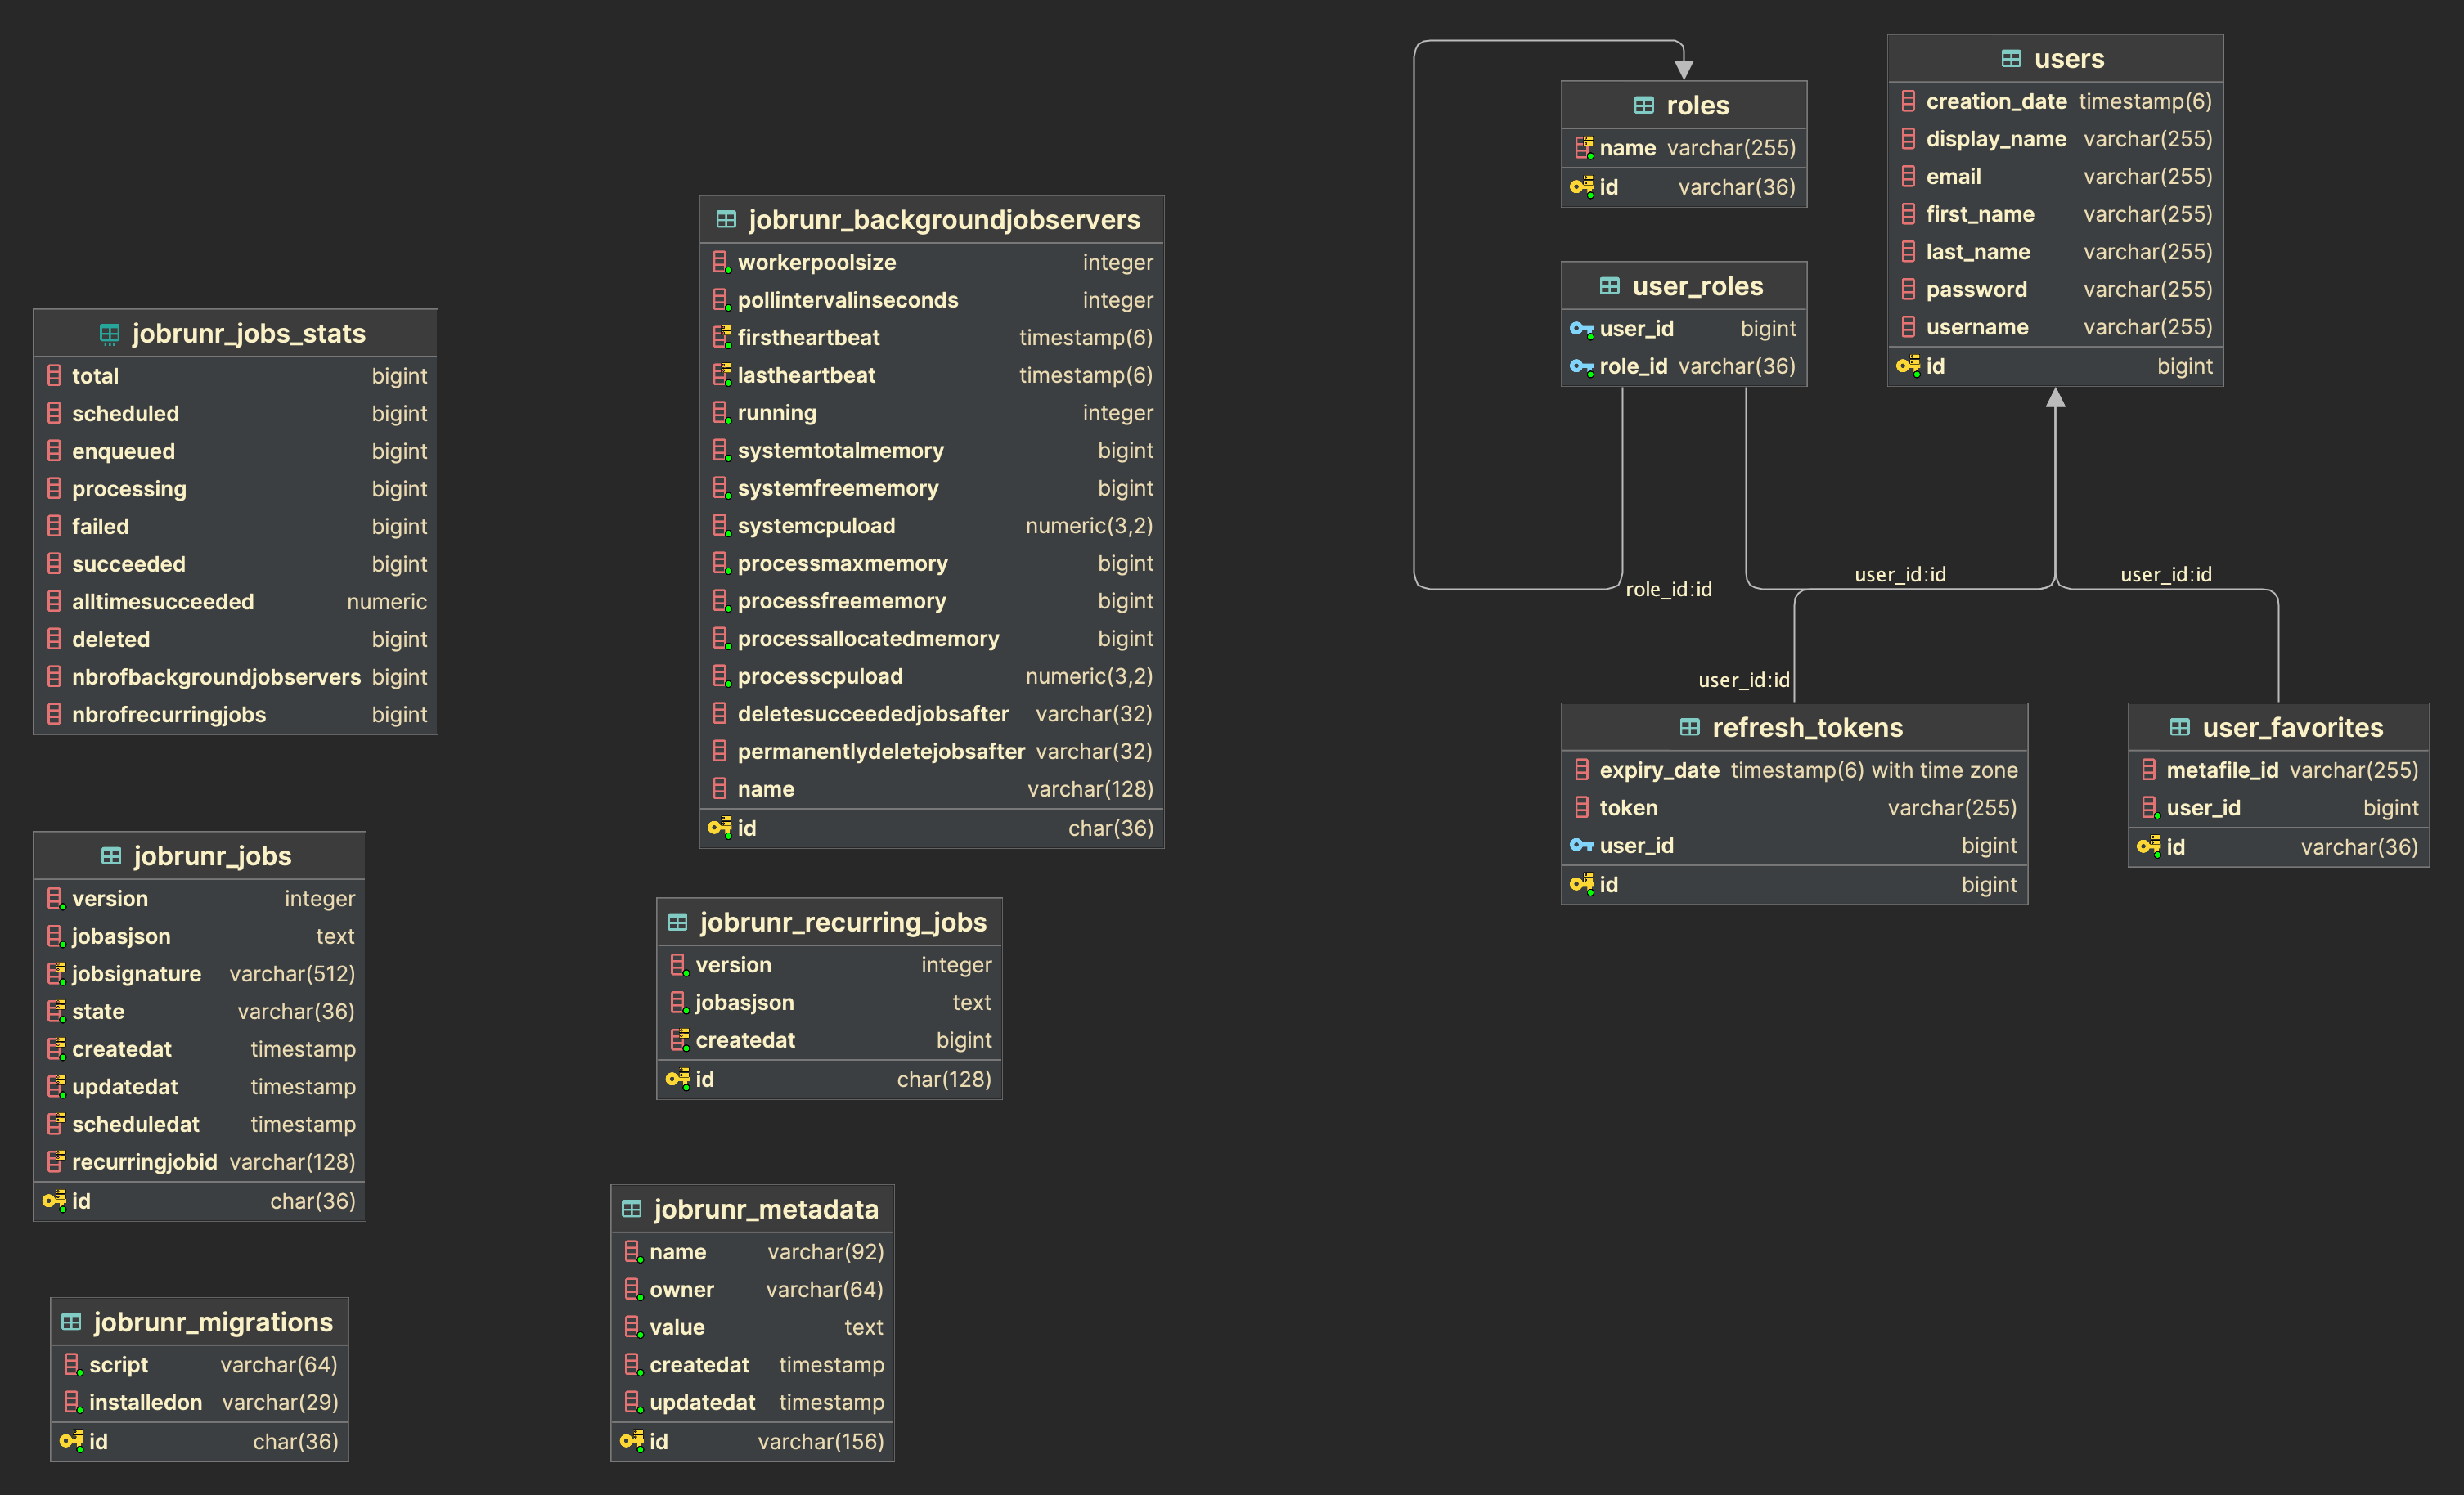 jobrunr_jobs_stats
total bigint
scheduled bigint
enqueued bigint
processing bigint
failed bigint
succeeded bigint
alltimesucceeded numeric
deleted bigint
nbrofbackgroundjobservers bigint
nbrofrecurringjobs bigint
jobrunr_jobs
version integer
jobasjson text
jobsignature varchar(512)
state varchar(36)
createdat timestamp
updatedat timestamp
scheduledat timestamp
recurringjobid varchar(128)
id char(36)
jobrunr_migrations
script varchar(64)
installedon varchar(29)
id char(36)
jobrunr_backgroundjobservers
workerpoolsize integer
pollintervalinseconds integer
firstheartbeat timestamp(6)
lastheartbeat timestamp(6)
running integer
systemtotalmemory bigint
systemfreememory bigint
systemcpuload numeric(3,2)
processmaxmemory bigint
processfreememory bigint
processallocatedmemory bigint
processcpuload numeric(3,2)
deletesucceededjobsafter varchar(32)
permanentlydeletejobsafter varchar(32)
name varchar(128)
id char(36)
jobrunr_recurring_jobs
version integer
jobasjson text
createdat bigint
id char(128)
jobrunr_metadata
name varchar(92)
owner varchar(64)
value text
createdat timestamp
updatedat timestamp
id varchar(156)
roles
name varchar(255)
id varchar(36)
user_roles
user_id bigint
role_id varchar(36)
users
creation_date timestamp(6)
display_name varchar(255)
email varchar(255)
first_name varchar(255)
last_name varchar(255)
password varchar(255)
username varchar(255)
id bigint
role_id:id
user_id:id
user_id:id
user_id:id
refresh_tokens
expiry_date timestamp(6) with time zone
token varchar(255)
user_id bigint
id bigint
user_favorites
metafile_id varchar(255)
user_id bigint
id varchar(36)